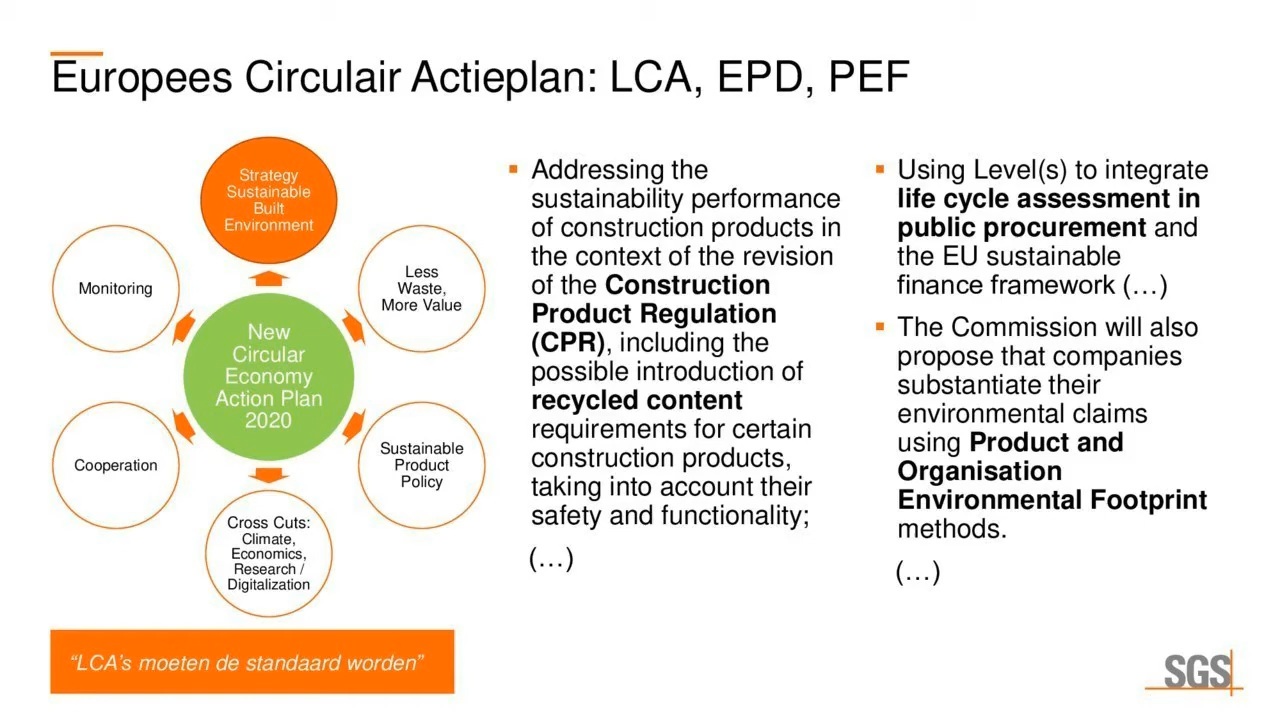 Europees Circulair Actieplan: LCA, EPD, PEF
Strategy
Sustainable
Built
Environment
Less
Waste,
More Value
Sustainable
Product
Policy
Cross Cuts:
Climate,
Economics,
Research /
Digitalization
Cooperation
Monitoring
New
Circular
Economy
Action Plan
2020
“LCA’s moeten de standaard worden”
▪ Addressing the
sustainability performance
of construction products in
the context of the revision
of the Construction
Product Regulation
(CPR), including the
possible introduction of
recycled content
requirements for certain
construction products,
taking into account their
safety and functionality;
(…)
▪ Using Level(s) to integrate
life cycle assessment in
public procurement and
the EU sustainable
finance framework (…)
▪ The Commission will also
propose that companies
substantiate their
environmental claims
using Product and
Organisation
Environmental Footprint
methods.
(…)
SGS